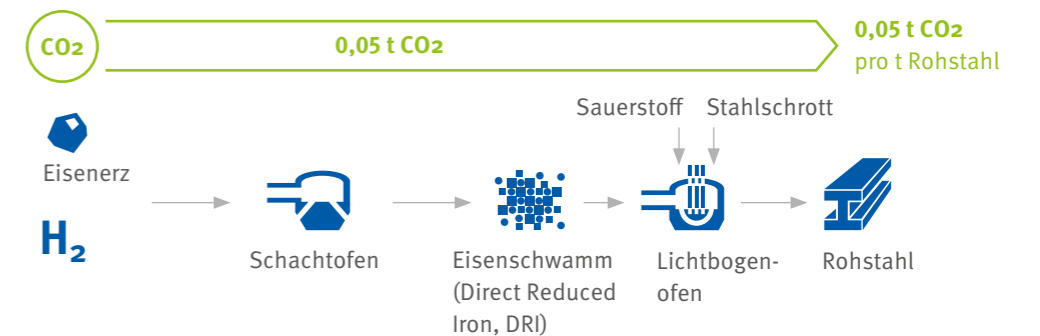 CO2
0,05 t CO2
0,05 t CO2
pro t Rohstahl
Sauerstoff
Stahlschrott
Eisenerz
H₂
Schachtofen
Eisenschwamm
(Direct Reduced
Iron, DRI)
Lichtbogen-
ofen
Rohstahl